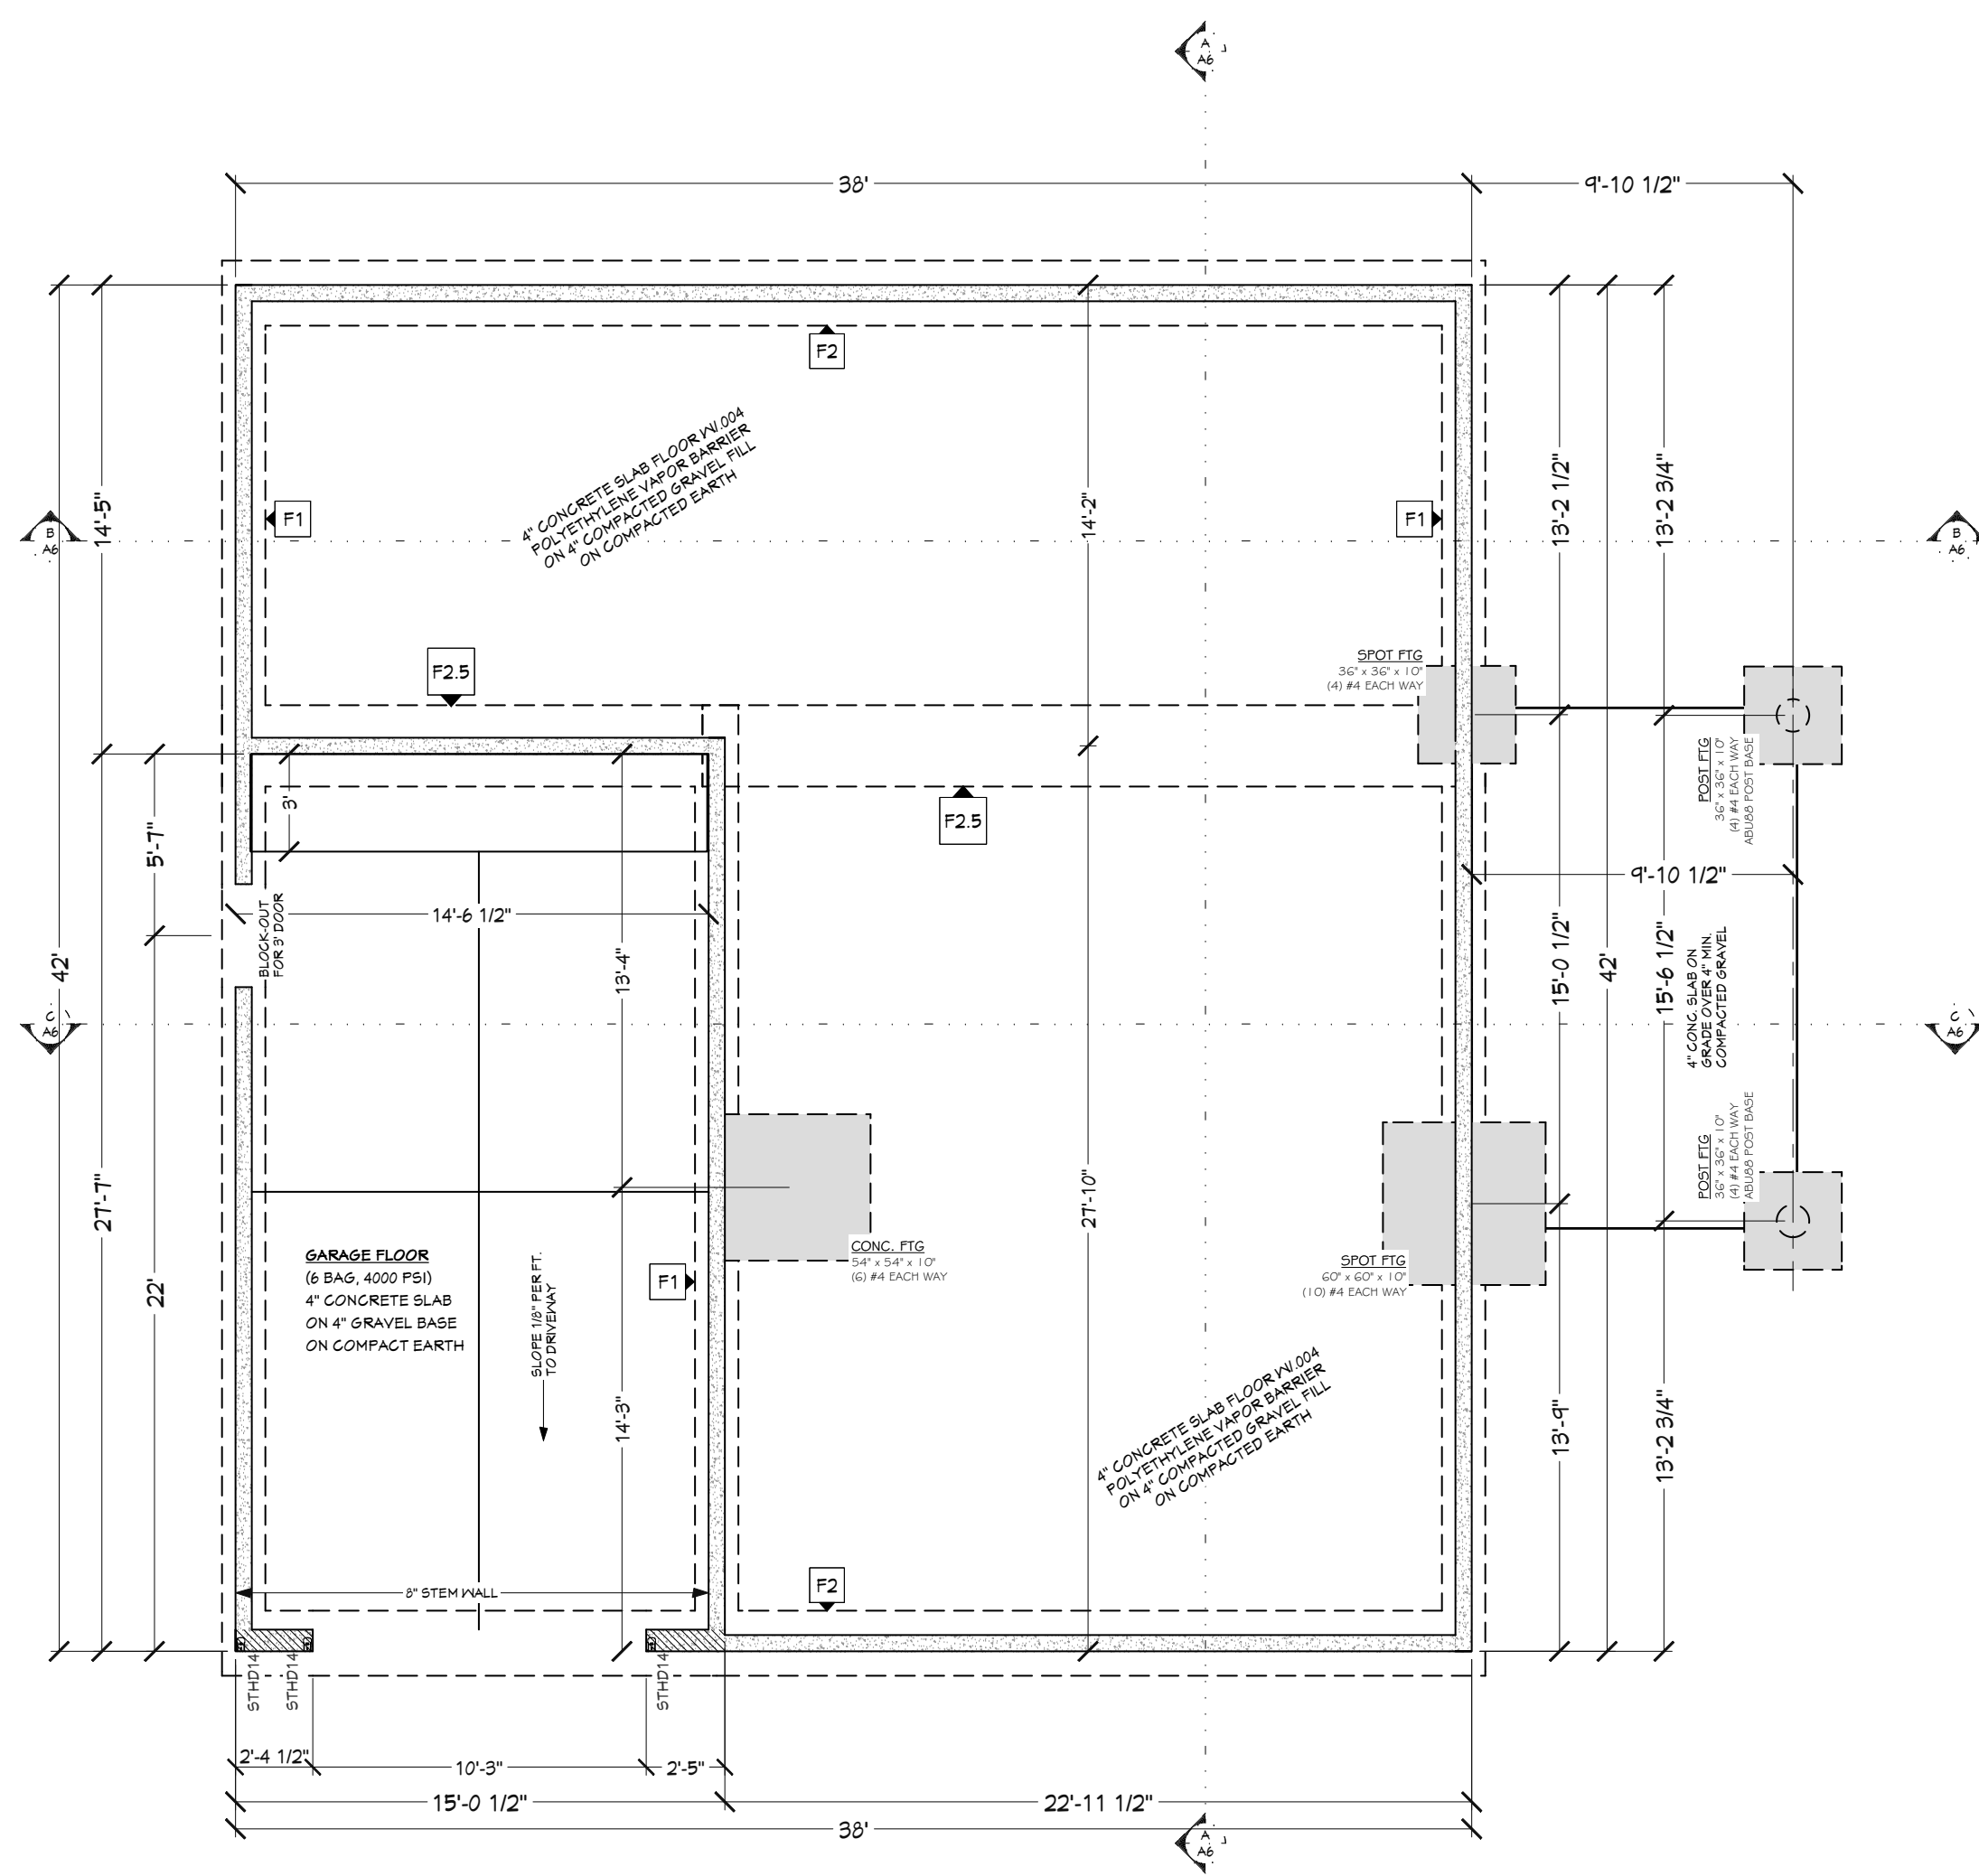 A
A6
38'
9'-10 1/2"
F2
4" CONCRETE SLAB FLOOR W/.004
POLYETHYLENE VAPOR BARRIER
ON 4" COMPACTED GRAVEL FILL
ON COMPACTED EARTH
14'-5"
F1
14'-2"
F1
13'-2 1/2"
13'-2 3/4"
B
A6
B
A6
F2.5
SPOT FTG
36" x 36" x 10"
(4) #4 EACH WAY
POST FTG
36" x 36" x 10"
(4) #4 EACH WAY
ABU88 POST BASE
3'
F2.5
5'-7"
BLOCK-OUT
FOR 3' DOOR
14'-6 1/2"
13'-4"
9'-10 1/2"
42'
15'-0 1/2"
42'
15'-6 1/2"
4" CONC. SLAB ON
GRADE OVER 4" MIN.
COMPACTED GRAVEL
C
A6
C
A6
POST FTG
36" x 36" x 10"
(4) #4 EACH WAY
ABU88 POST BASE
27'-7"
27'-10"
CONC. FTG
54" x 54" x 10"
(6) #4 EACH WAY
SPOT FTG
60" x 60" x 10"
(10) #4 EACH WAY
22'
GARAGE FLOOR
(6 BAG, 4000 PSI)
4" CONCRETE SLAB
ON 4" GRAVEL BASE
ON COMPACT EARTH
SLOPE 1/8" PER FT.
TO DRIVEWAY
F1
14'-3"
4" CONCRETE SLAB FLOOR W/.004
POLYETHYLENE VAPOR BARRIER
ON 4" COMPACTED GRAVEL FILL
ON COMPACTED EARTH
13'-9"
13'-2 3/4"
8" STEM WALL
F2
STHD14
STHD14
STHD14
2'-4 1/2"
10'-3"
2'-5"
15'-0 1/2"
22'-11 1/2"
38'
A
A6